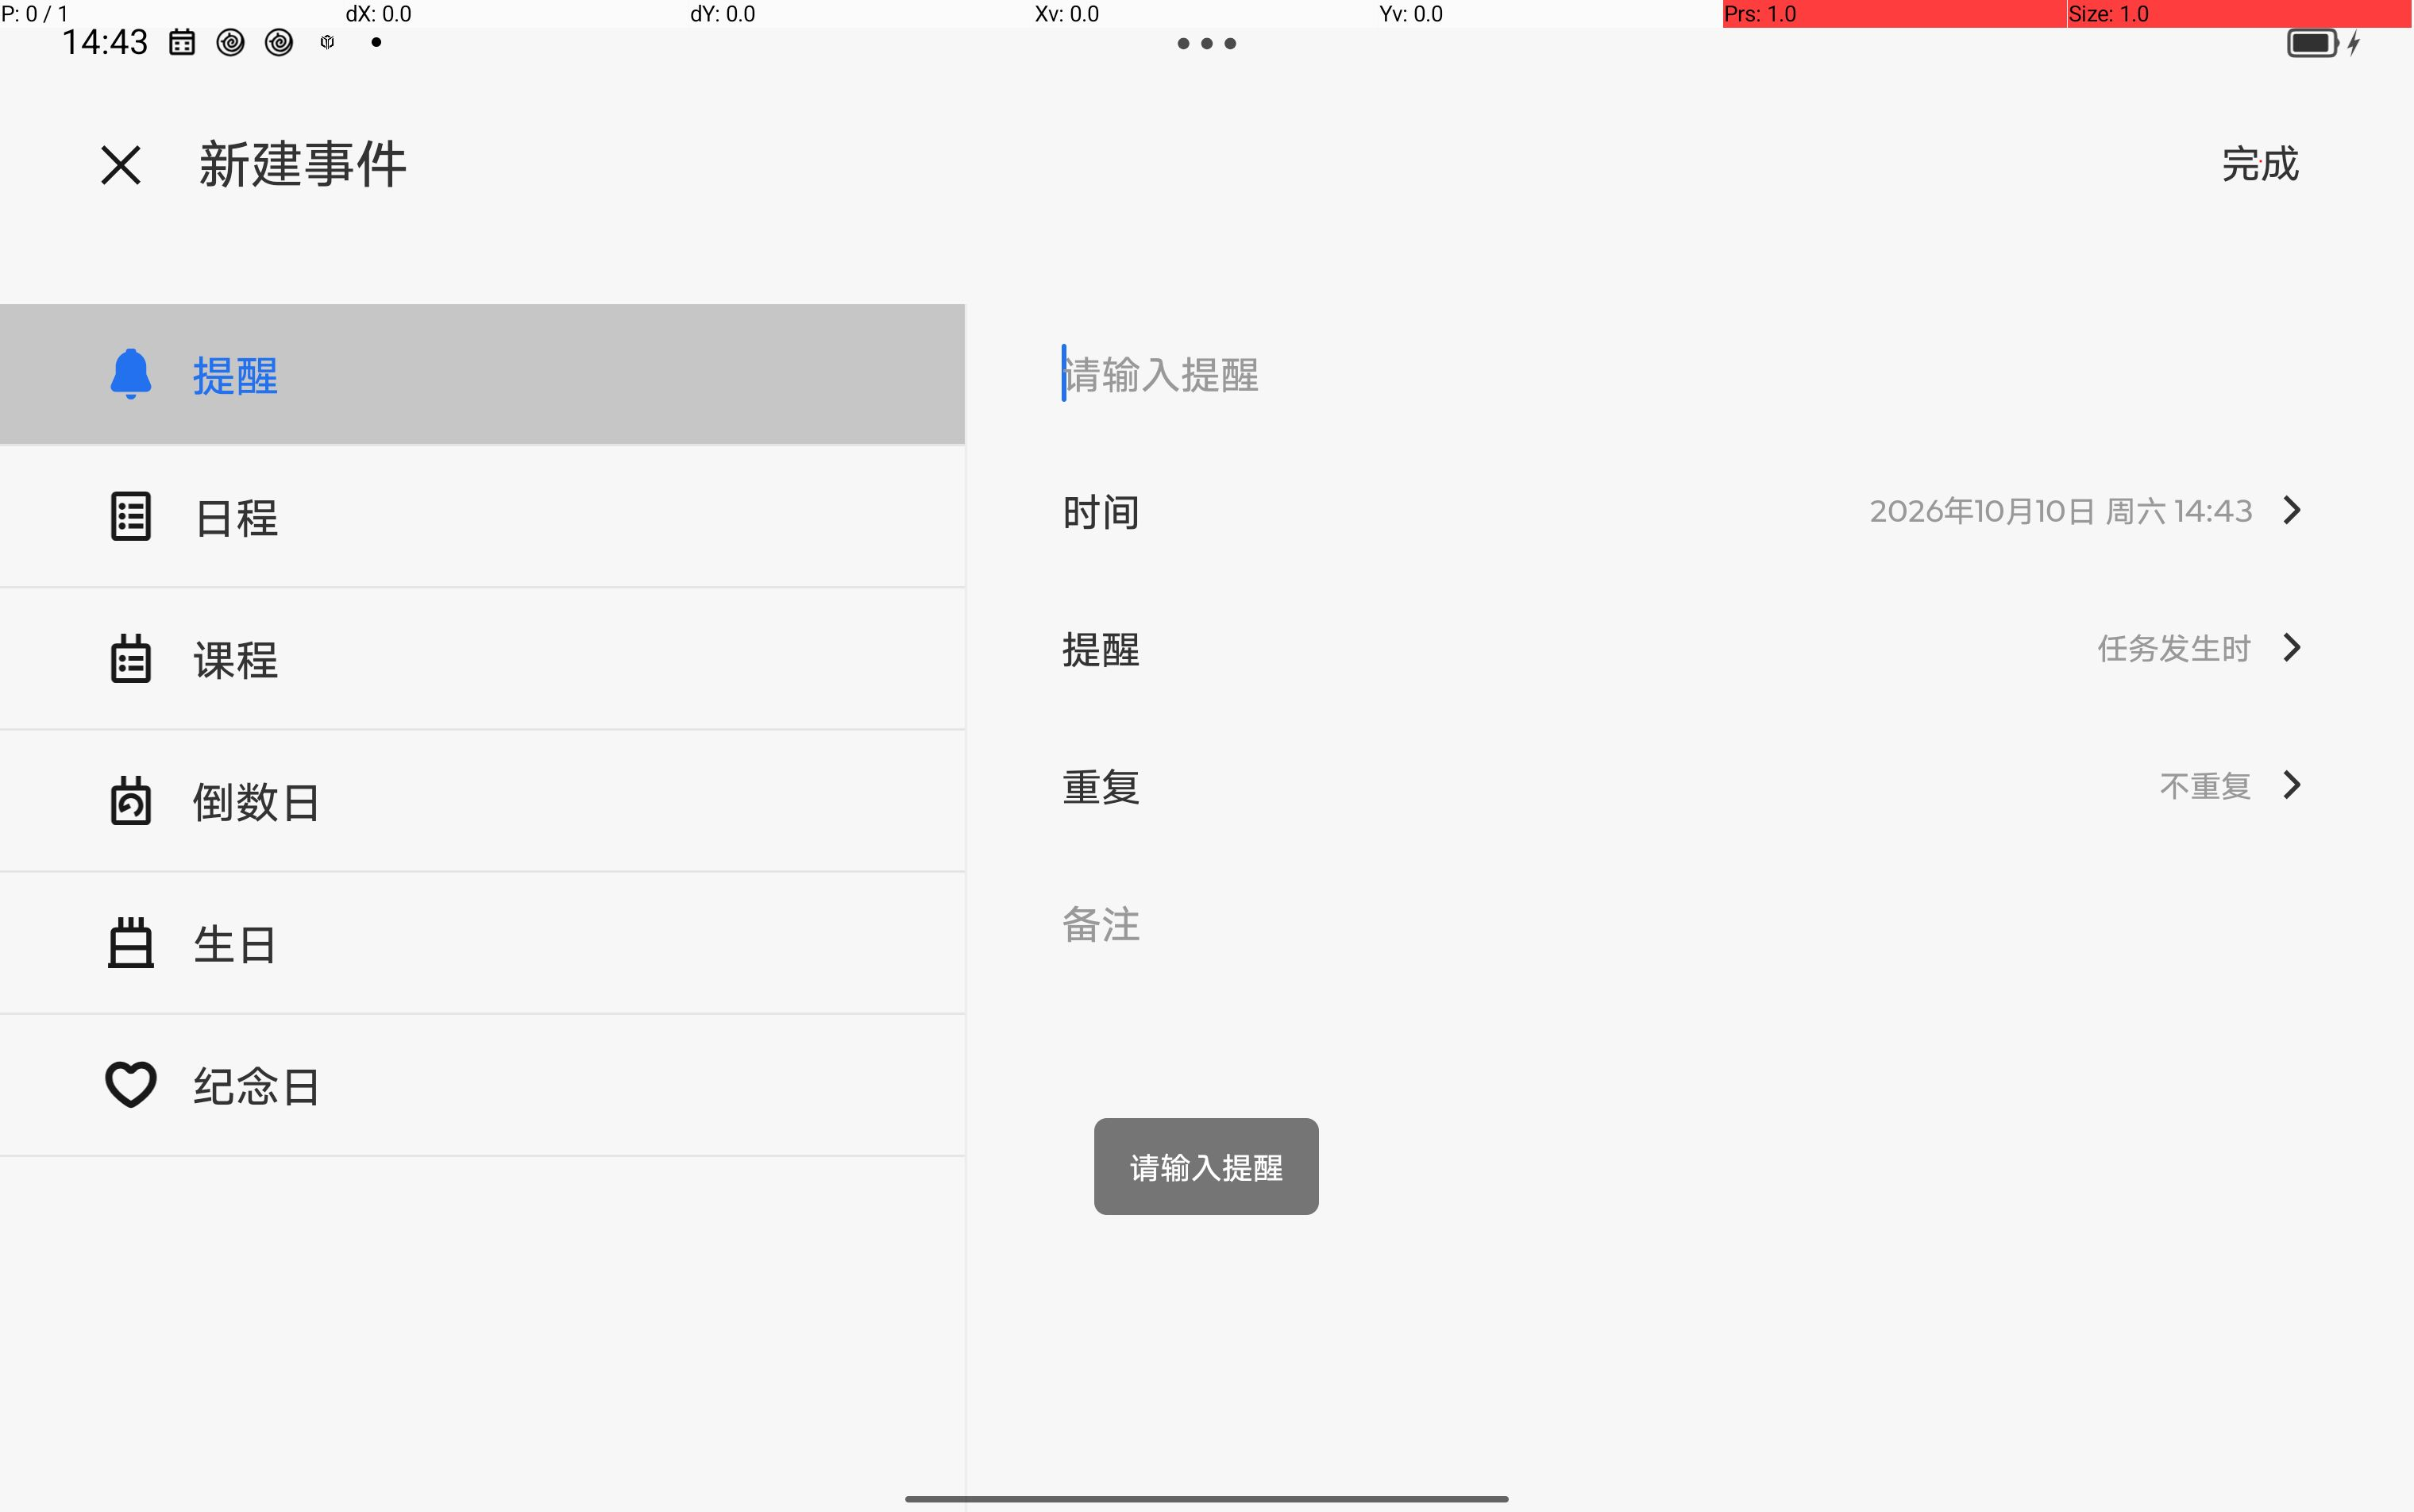 P: 0 / 1 dX: 0.0 dY: 0.0 Xv: 0.0 Yv: 0.0 Prs: 1.0 Size: 1.0
14:43
新建事件 完成
提醒
日程
课程
倒数日
生日
纪念日
请输入提醒
时间 2026年10月10日 周六 14:43
提醒 任务发生时
重复 不重复
备注
请输入提醒